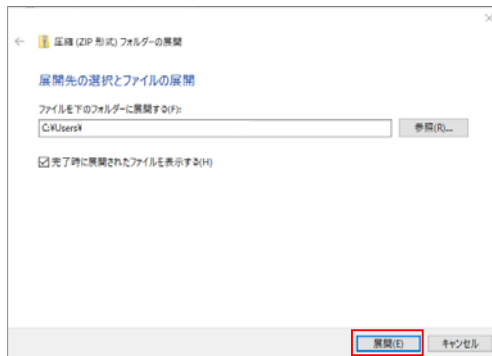 圧縮 (ZIP 形式) フォルダーの展開
展開先の選択とファイルの展開
ファイルを下のフォルダーに展開する(F):
C:¥Users¥
参照(R)...
完了時に展開されたファイルを表示する(H)
展開(E)
キャンセル